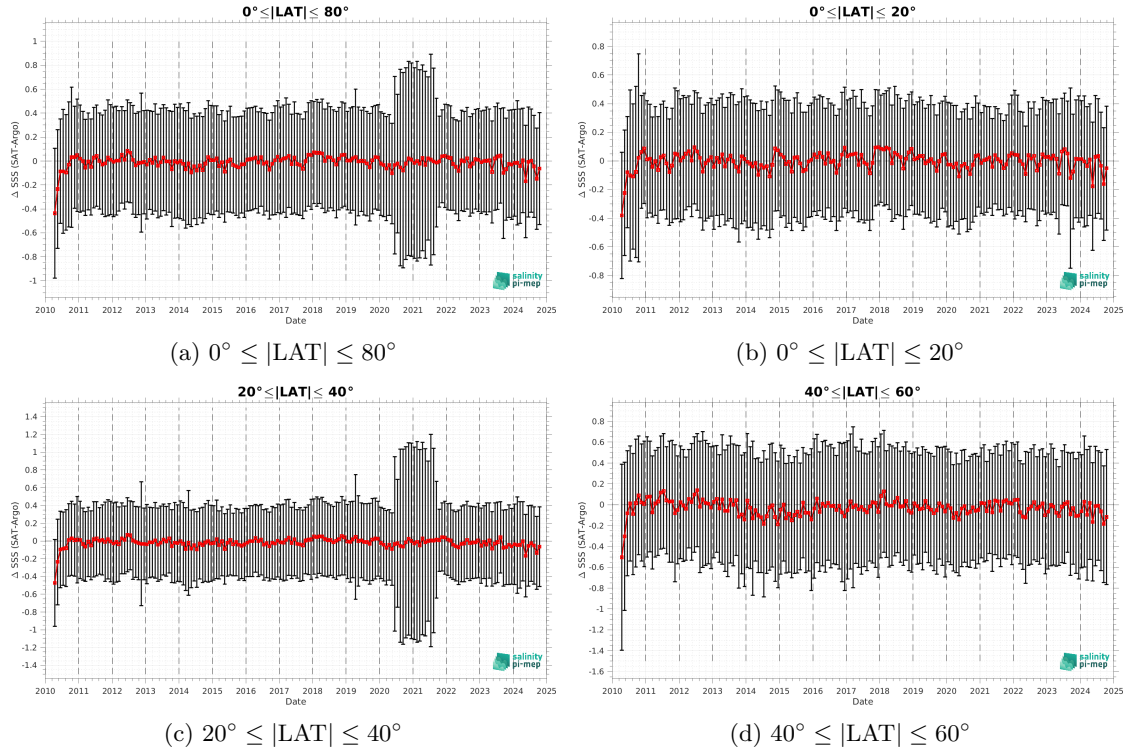 0°≤|LAT|≤ 80°
Δ SSS (SAT-Argo)
1
0.8
0.6
0.4
0.2
0
-0.2
-0.4
-0.6
-0.8
-1
2010 2011 2012 2013 2014 2015 2016 2017 2018 2019 2020 2021 2022 2023 2024 2025
Date
salinity
pi-mep
(a) 0° ≤ |LAT| ≤ 80°
0°≤|LAT|≤ 20°
Δ SSS (SAT-Argo)
0.8
0.6
0.4
0.2
0
-0.2
-0.4
-0.6
-0.8
2010 2011 2012 2013 2014 2015 2016 2017 2018 2019 2020 2021 2022 2023 2024 2025
Date
salinity
pi-mep
(b) 0° ≤ |LAT| ≤ 20°
20°≤|LAT|≤ 40°
Δ SSS (SAT-Argo)
1.4
1.2
1
0.8
0.6
0.4
0.2
0
-0.2
-0.4
-0.6
-0.8
-1
-1.2
-1.4
2010 2011 2012 2013 2014 2015 2016 2017 2018 2019 2020 2021 2022 2023 2024 2025
Date
salinity
pi-mep
(c) 20° ≤ |LAT| ≤ 40°
40°≤|LAT|≤ 60°
Δ SSS (SAT-Argo)
0.8
0.6
0.4
0.2
0
-0.2
-0.4
-0.6
-0.8
-1
-1.2
-1.4
-1.6
2010 2011 2012 2013 2014 2015 2016 2017 2018 2019 2020 2021 2022 2023 2024 2025
Date
salinity
pi-mep
(d) 40° ≤ |LAT| ≤ 60°